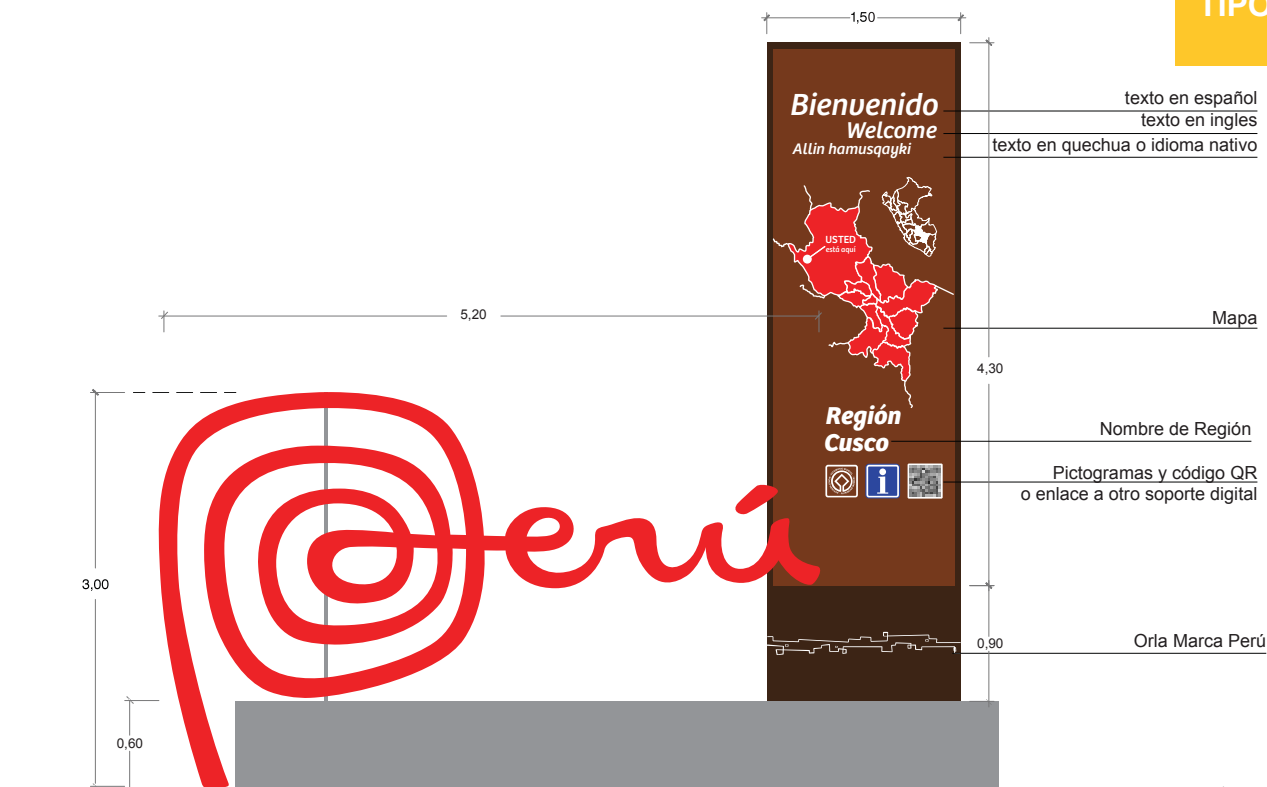 TIPO
1,50
Bienvenido
Welcome
Allin hamusqayki
USTED
está aquí
Región
Cusco
i
Perú
texto en español
texto en ingles
texto en quechua o idioma nativo
Mapa
Nombre de Región
Pictogramas y código QR
o enlace a otro soporte digital
Orla Marca Perú
5,20
4,30
3,00
0,90
0,60